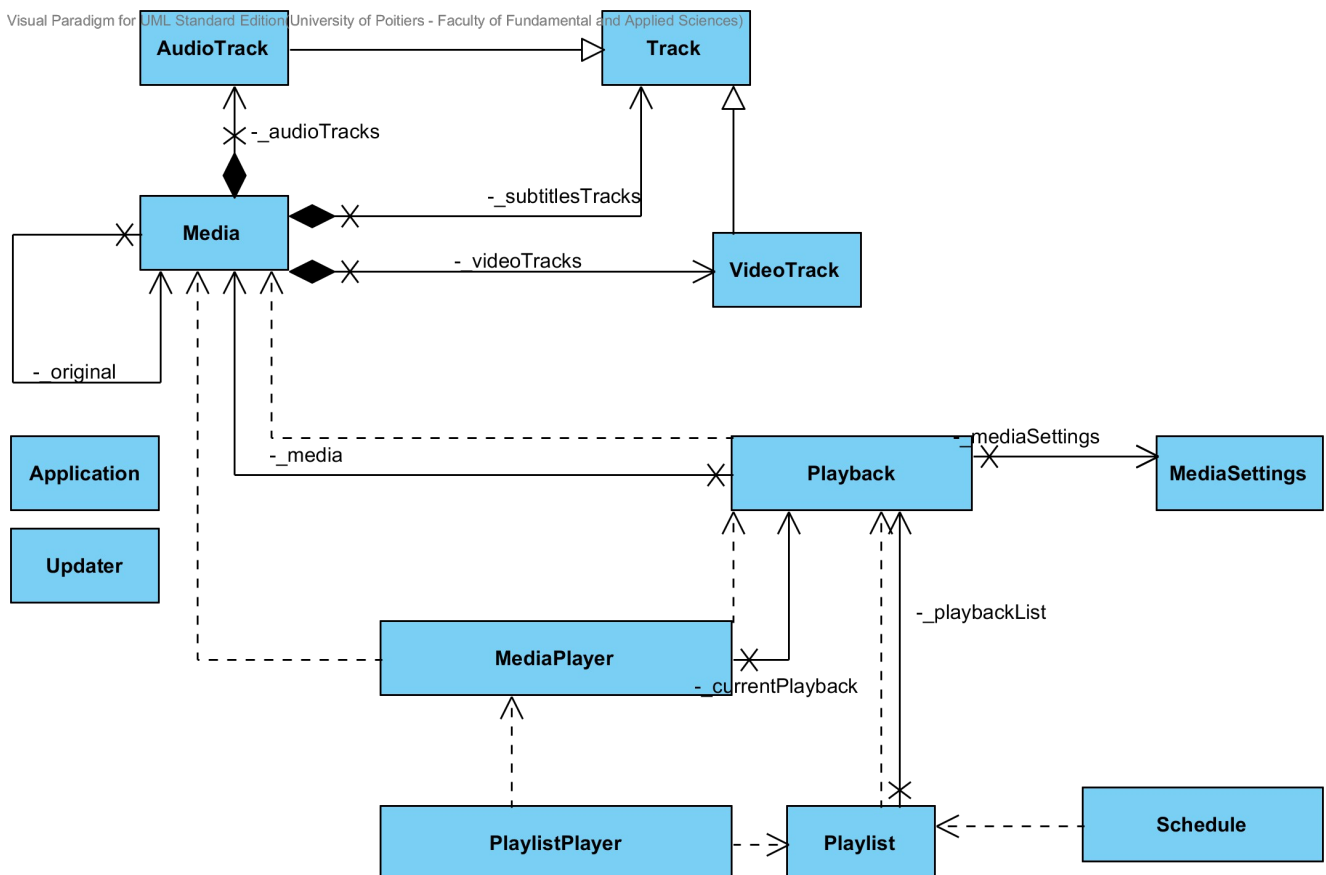 Visual Paradigm for UML Standard Edition(University of Poitiers - Faculty of Fundamental and Applied Sciences)
AudioTrack
Track
-_audioTracks
-_subtitlesTracks
Media
-_videoTracks
VideoTrack
-_original
-_mediaSettings
-_media
Application
Playback
MediaSettings
Updater
-_playbackList
MediaPlayer
-_currentPlayback
Schedule
PlaylistPlayer
Playlist